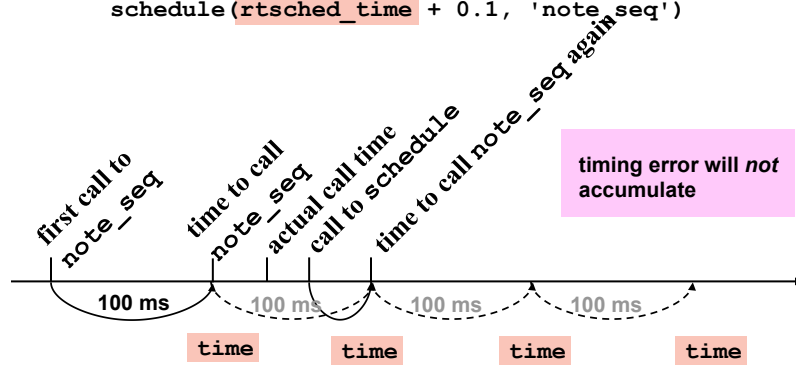 schedule(rtsched_time + 0.1, 'note_seq')
first call to
note_seq
time to call
note_seq
actual call time
call to schedule
time to call note_seq again
timing error will not
accumulate
100 ms
100 ms
100 ms
100 ms
time
time
time
time